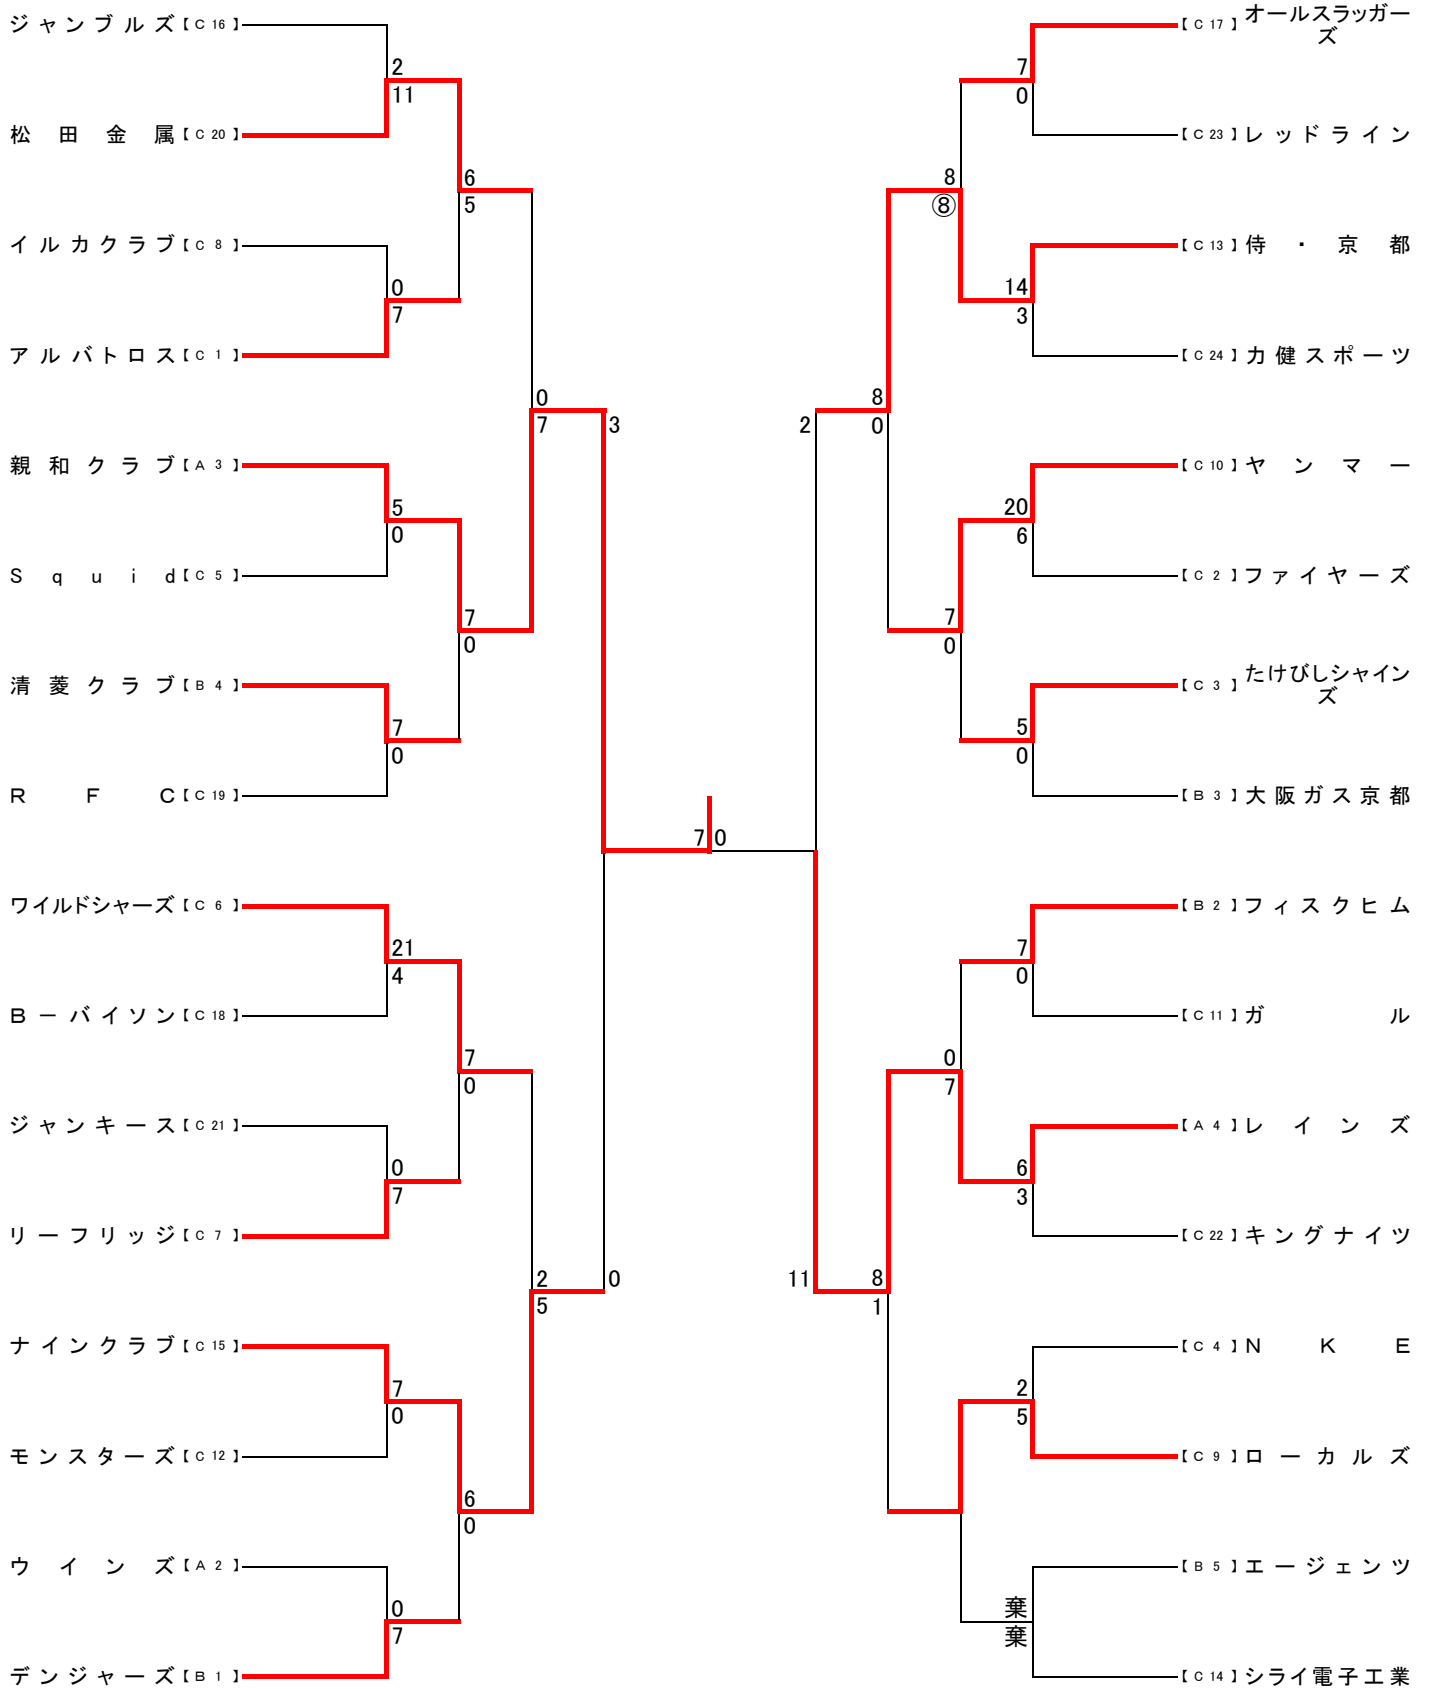 ジャンブルズ【C 16】
2
11
松田金属【C 20】
6
5
イルカクラブ【C 8】
0
7
アルバトロス【C 1】
0
7
3
親和クラブ【A 3】
5
0
Squid【C 5】
7
0
清菱クラブ【B 4】
7
0
RFC【C 19】
7 0
ワイルドシャーズ【C 6】
21
4
B－バイソン【C 18】
7
0
ジャンキース【C 21】
0
7
リーフリッジ【C 7】
2
5
0
ナインクラブ【C 15】
7
0
モンスターズ【C 12】
6
0
ウインズ【A 2】
0
7
デンジャーズ【B 1】
【C 17】オールスラッガー
ズ
7
0
【C 23】レッドライン
8
⑧
【C 13】侍・京都
14
3
【C 24】力健スポーツ
2
8
0
【C 10】ヤンマー
20
6
【C 2】ファイヤーズ
7
0
【C 3】たけびしシャイン
ズ
5
0
【B 3】大阪ガス京都
【B 2】フィスクヒム
7
0
【C 11】ガル
0
7
【A 4】レインズ
6
3
【C 22】キングナイツ
11
8
1
【C 4】NKE
2
5
【C 9】ローカルズ
【B 5】エージェンツ
棄
棄
【C 14】シライ電子工業